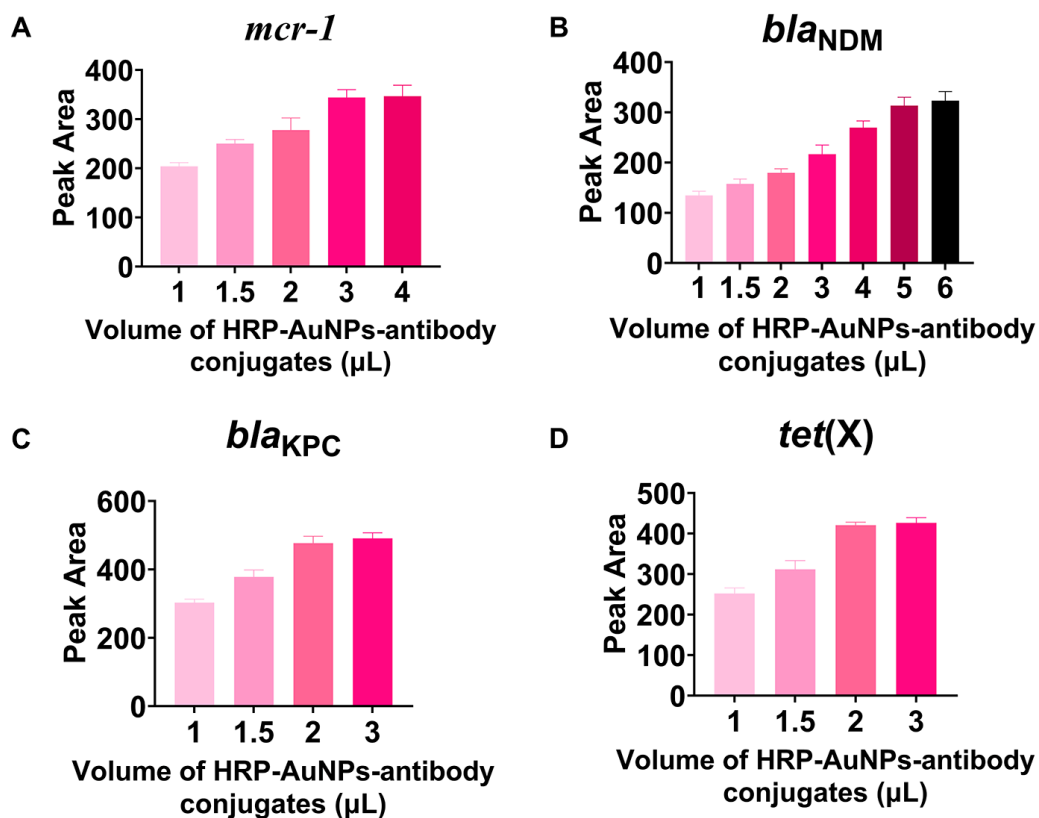 A
mcr-1
Peak Area
400
300
200
100
0
1 1.5 2 3 4
Volume of HRP-AuNPs-antibody
conjugates (µL)
B
blaNDM
Peak Area
400
300
200
100
0
1 1.5 2 3 4 5 6
Volume of HRP-AuNPs-antibody
conjugates (µL)
C
blaKPC
Peak Area
600
400
200
0
1 1.5 2 3
Volume of HRP-AuNPs-antibody
conjugates (µL)
D
tet(X)
Peak Area
500
400
300
200
100
0
1 1.5 2 3
Volume of HRP-AuNPs-antibody
conjugates (µL)